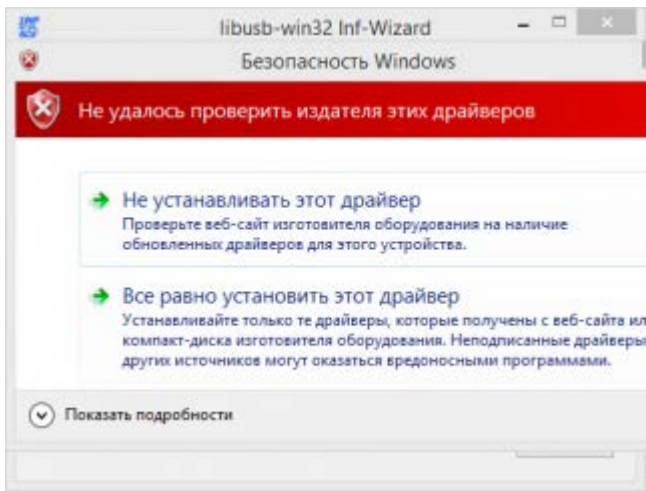 libusb-win32 Inf-Wizard
Безопасность Windows
Не удалось проверить издателя этих драйверов
Не устанавливать этот драйвер
Проверьте веб-сайт изготовителя оборудования на наличие
обновленных драйверов для этого устройства.
Все равно установить этот драйвер
Устанавливайте только те драйверы, которые получены с веб-сайта ил
компакт-диска изготовителя оборудования. Неподписанные драйверы
других источников могут оказаться вредоносными программами.
Показать подробности